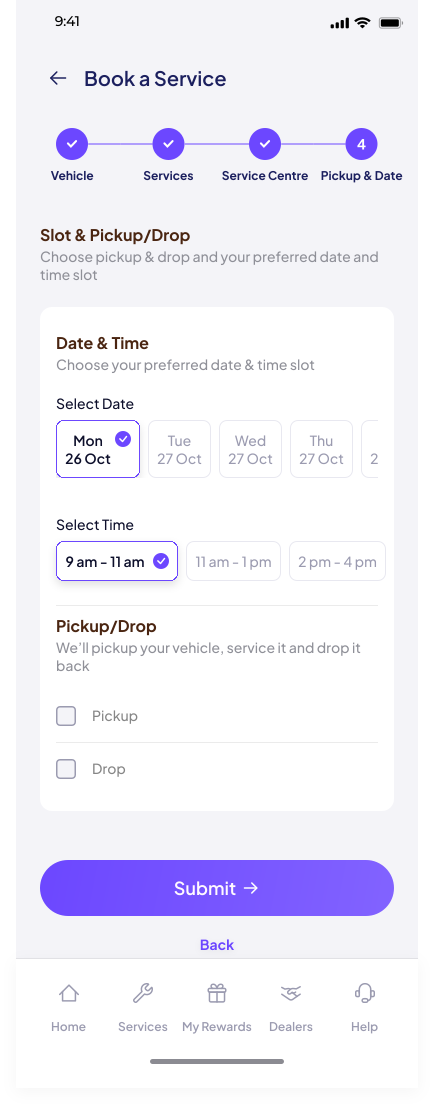 9:41
Book a Service
4
Vehicle Services Service Centre Pickup & Date
Slot & Pickup/Drop
Choose pickup & drop and your preferred date and
time slot
Date & Time
Choose your preferred date & time slot
Select Date
Mon Tue Wed Thu
26 Oct 27 Oct 27 Oct 27 Oct 2
Select Time
9 am - 11 am 11 am - 1 pm 2 pm - 4 pm
Pickup/Drop
We’ll pickup your vehicle, service it and drop it
back
Pickup
Drop
Submit →
Back
Home Services My Rewards Dealers Help